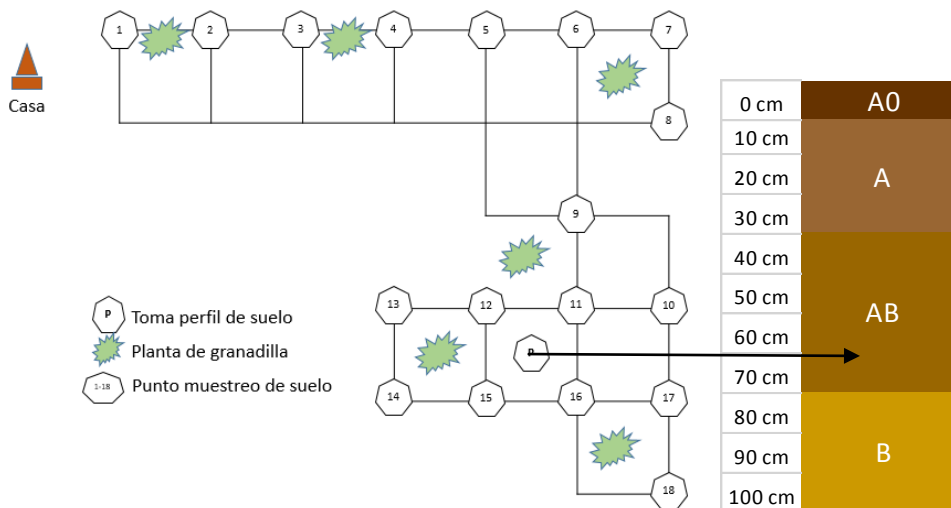 1 2 3 4 5 6 7
Casa
8
9
13 12 11 10
P Toma perfil de suelo
Planta de granadilla
1-18 Punto muestreo de suelo
P
14 15 16 17
18
0 cm A0
10 cm
20 cm A
30 cm
40 cm
50 cm AB
60 cm
70 cm
80 cm
90 cm B
100 cm